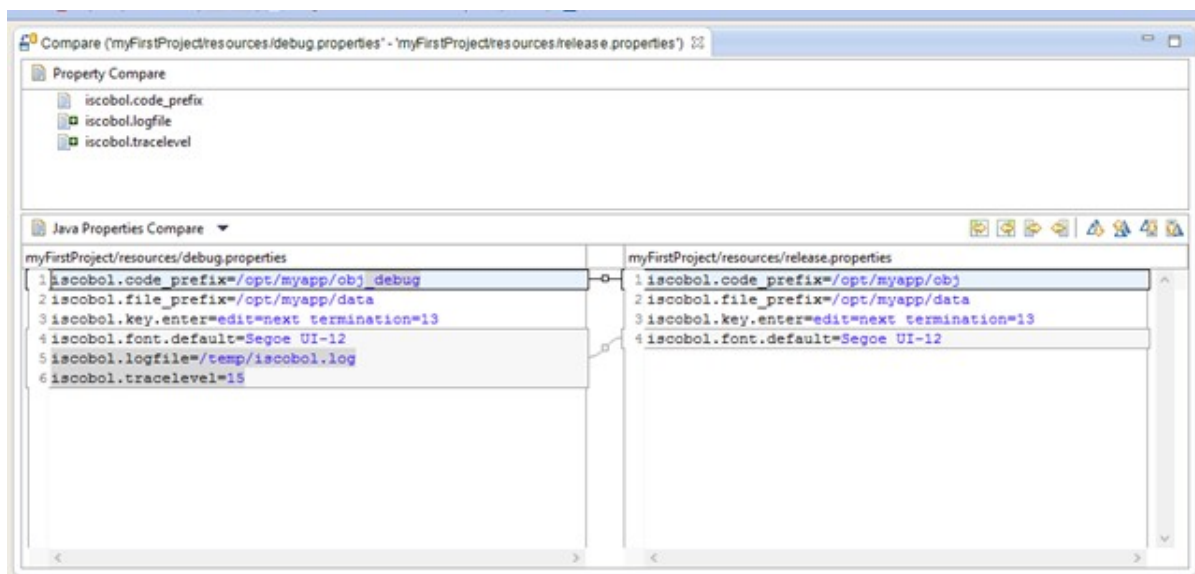 Compare ('myFirstProject/resources/debug.properties' - 'myFirstProject/resources/release.properties')
Property Compare
iscobol.code_prefix
iscobol.logfile
iscobol.tracelevel
Java Properties Compare
myFirstProject/resources/debug.properties
1 iscobol.code_prefix=/opt/myapp/obj_debug
2 iscobol.file_prefix=/opt/myapp/data
3 iscobol.key.enter=edit=next termination=13
4 iscobol.font.default=Segoe UI-12
5 iscobol.logfile=/temp/iscobol.log
6 iscobol.tracelevel=15
myFirstProject/resources/release.properties
1 iscobol.code_prefix=/opt/myapp/obj
2 iscobol.file_prefix=/opt/myapp/data
3 iscobol.key.enter=edit=next termination=13
4 iscobol.font.default=Segoe UI-12